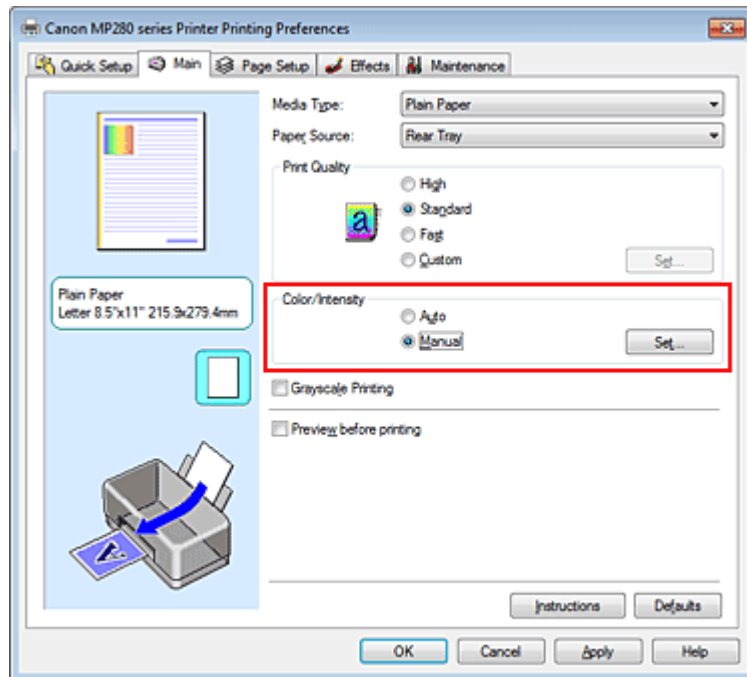 Canon MP280 series Printer Printing Preferences
Quick Setup Main Page Setup Effects Maintenance
Media Type: Plain Paper
Paper Source: Rear Tray
Print Quality
High
a Standard
Fast
Custom Set...
Plain Paper
Letter 8.5"x11" 215.9x279.4mm
Color/Intensity
Auto
Manual Set...
Grayscale Printing
Preview before printing
Instructions Defaults
OK Cancel Apply Help